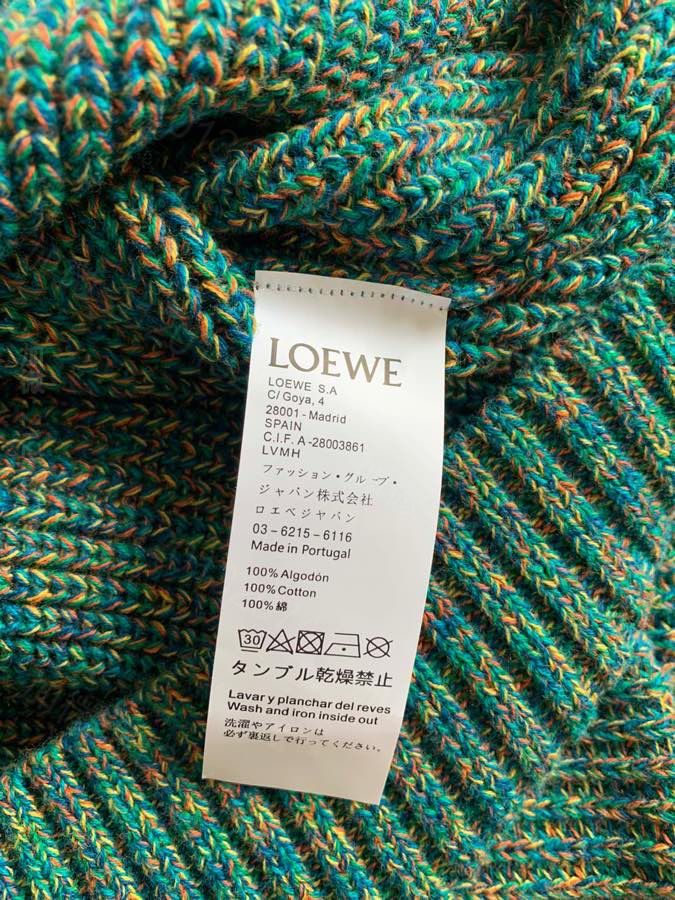 LOEWE
LOEWE S.A
C/ Goya, 4
28001 - Madrid
SPAIN
C.I.F. A -28003861
LVMH
ファッション・グループ・
ジャパン株式会社
ロエベジャパン
03 – 6215 – 6116
Made in Portugal
100% Algodón
100% Cotton
100% 綿
30
タンブル乾燥禁止
Lavar y planchar del reves
Wash and iron inside out
洗濯やアイロンは
必ず裏返しで行ってください。